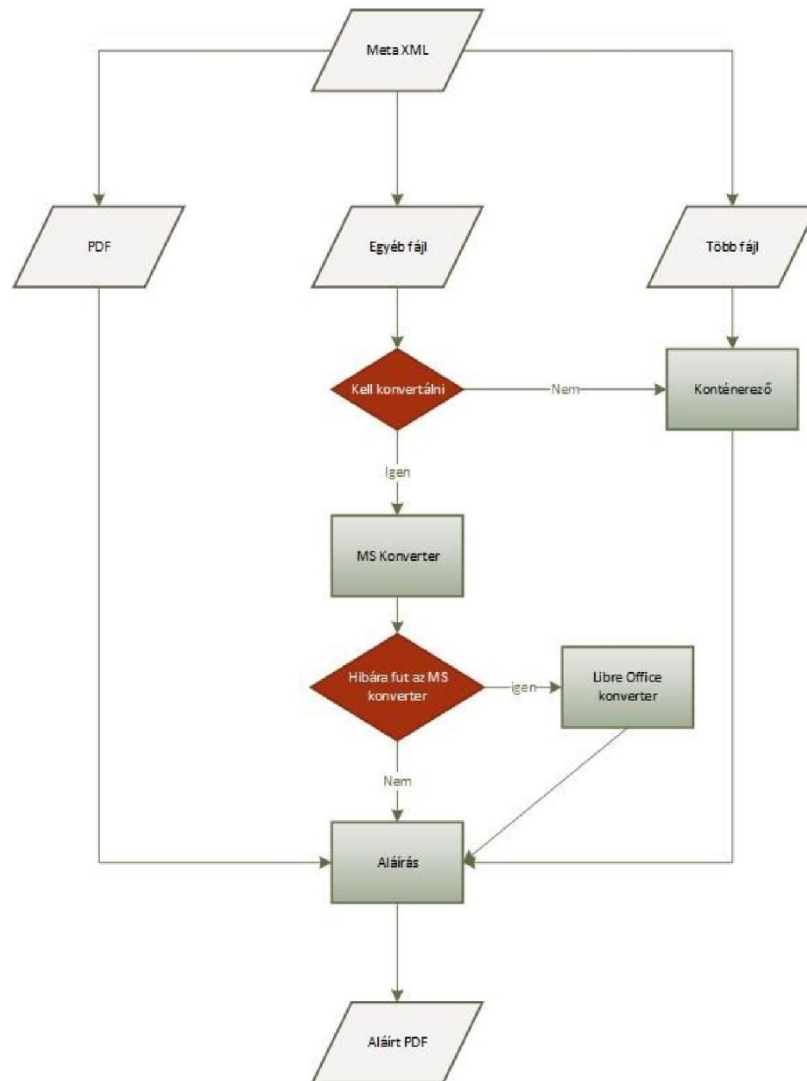 Meta XML
PDF
Egyéb fájl
Több fájl
Kell konvertálni
Nem
Konténerező
Igen
MS Konverter
Hibára fut az MS
konverter
igen
Libre Office
konverter
Nem
Aláírás
Aláírt PDF